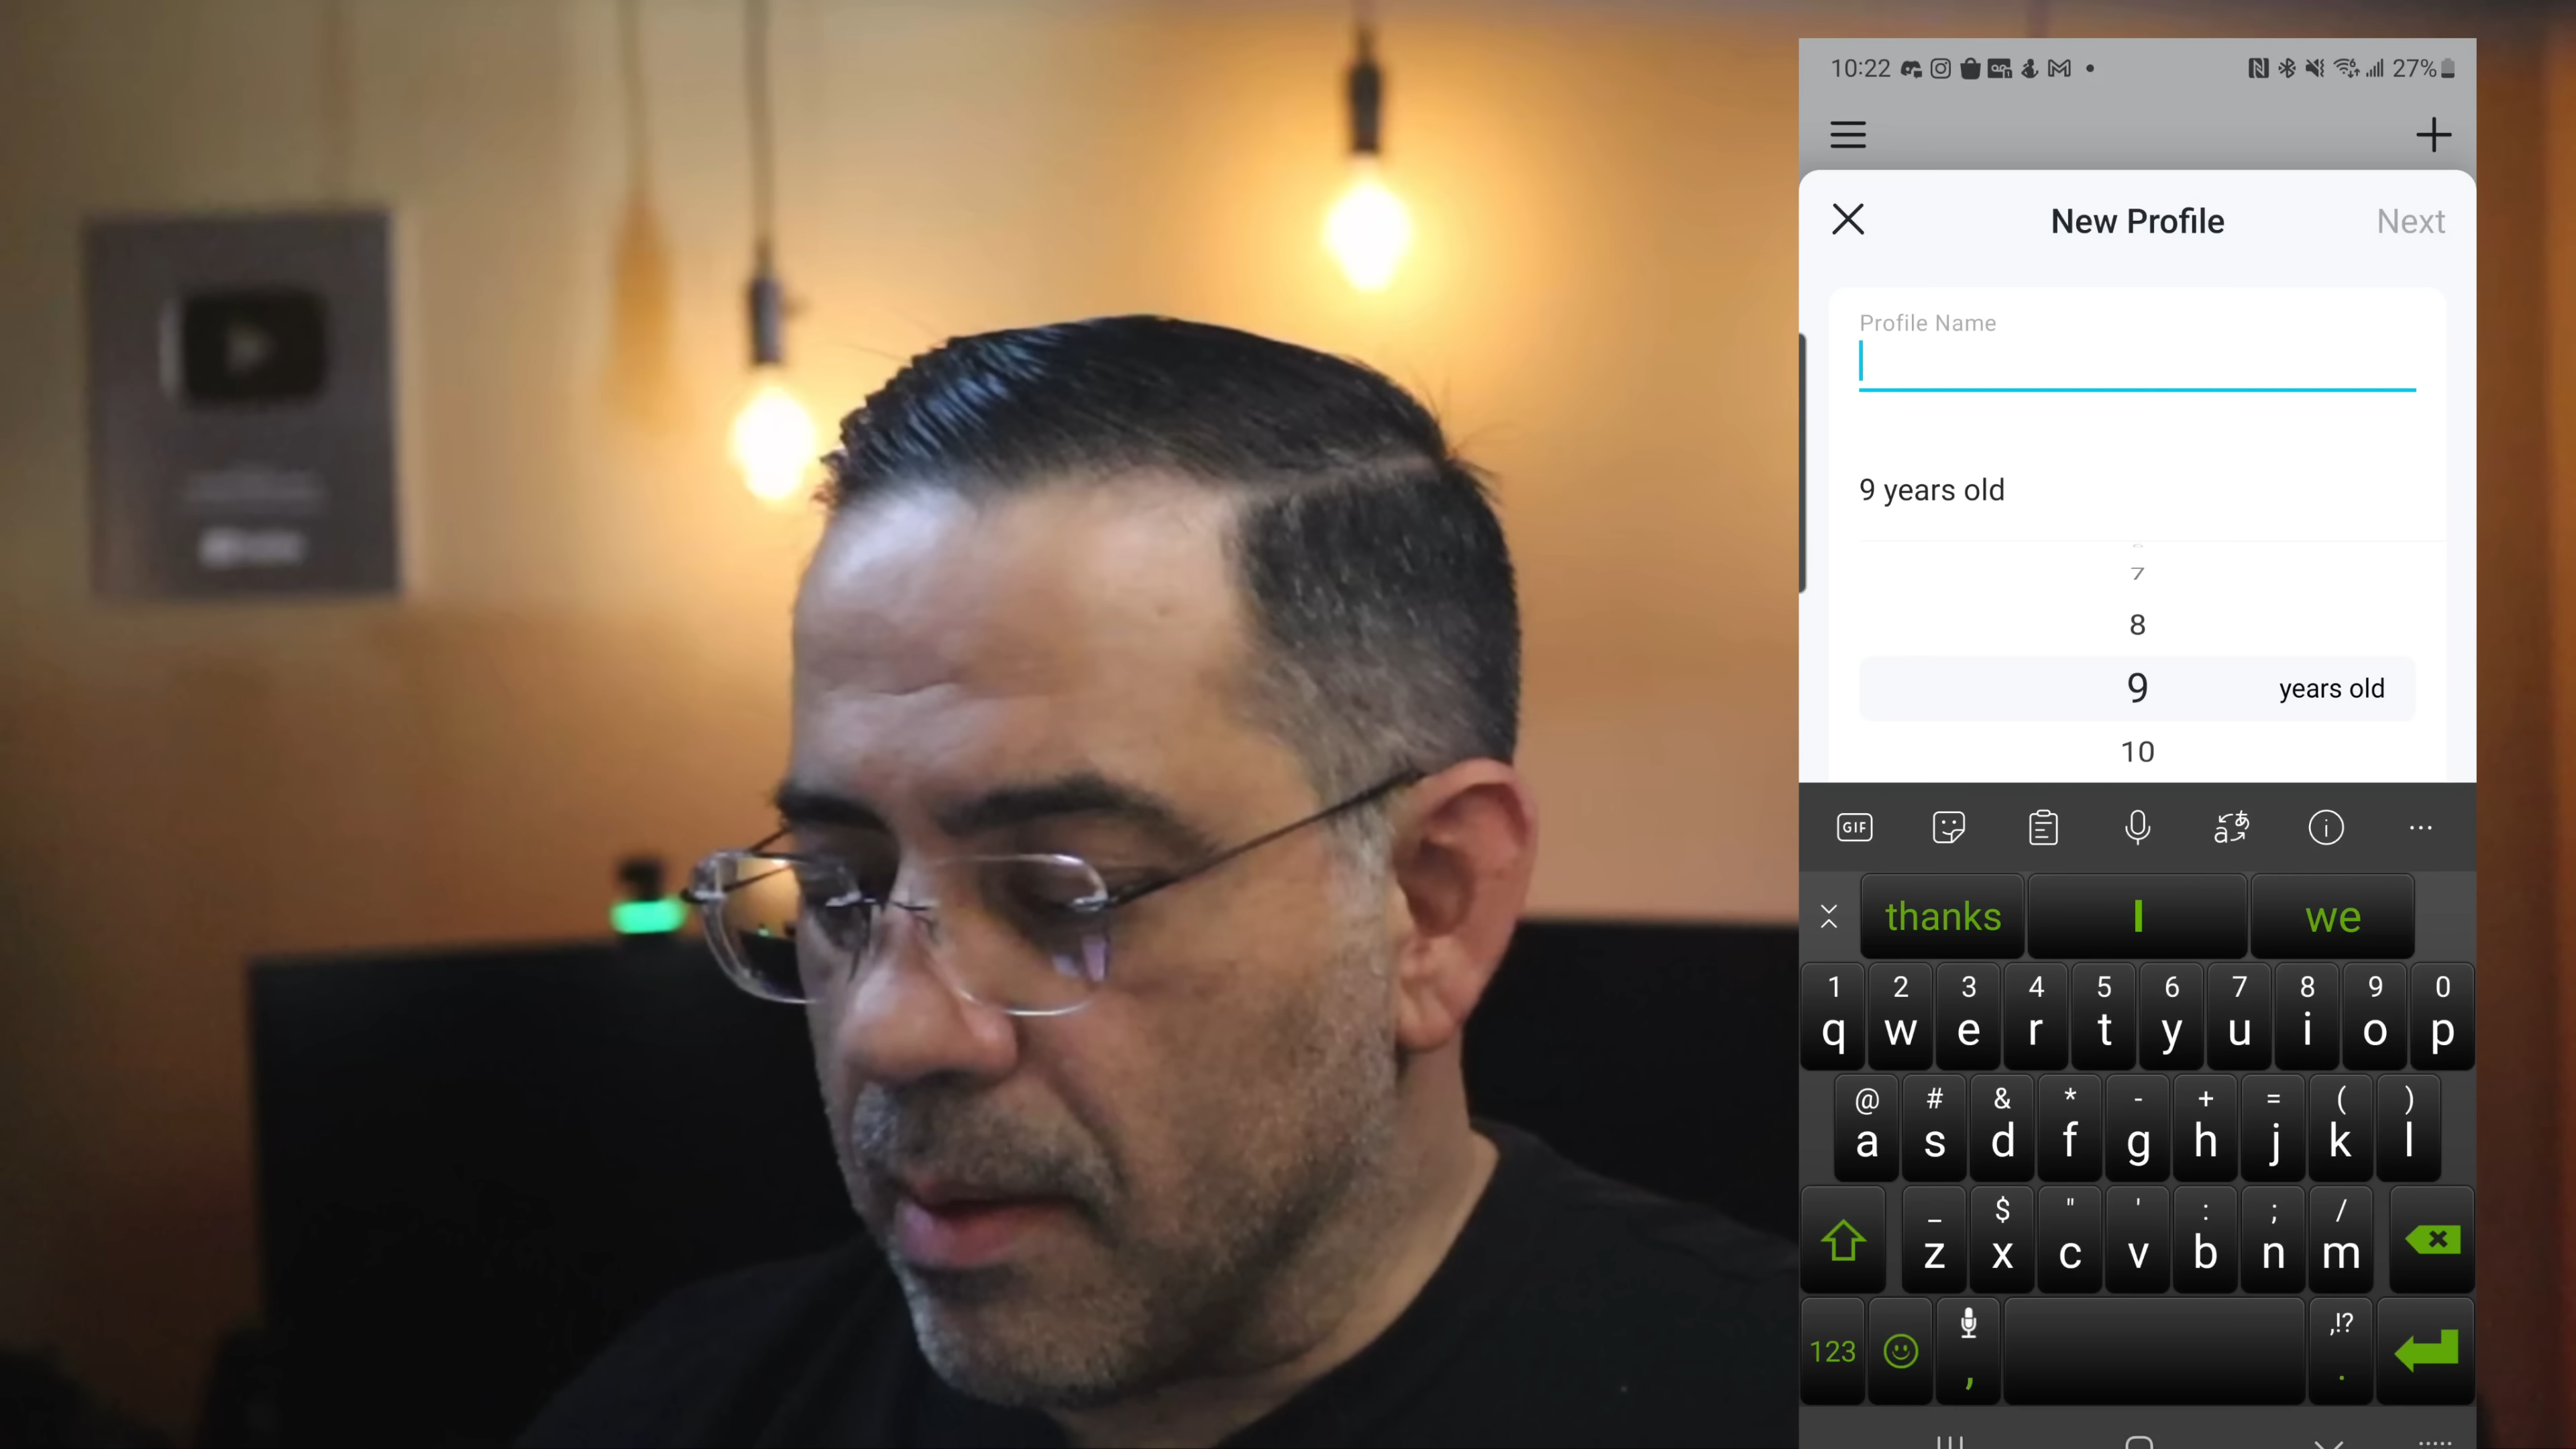 10:22
27%
New Profile
Next
Profile Name
9 years old
7
8
9 years old
10
GIF
thanks I we
1 2 3 4 5 6 7 8 9 0
q w e r t y u i o p
@ # & * - + = ( )
a s d f g h j k l
_ $ " ' : ; /
z x c v b n m
,!?
123 , .